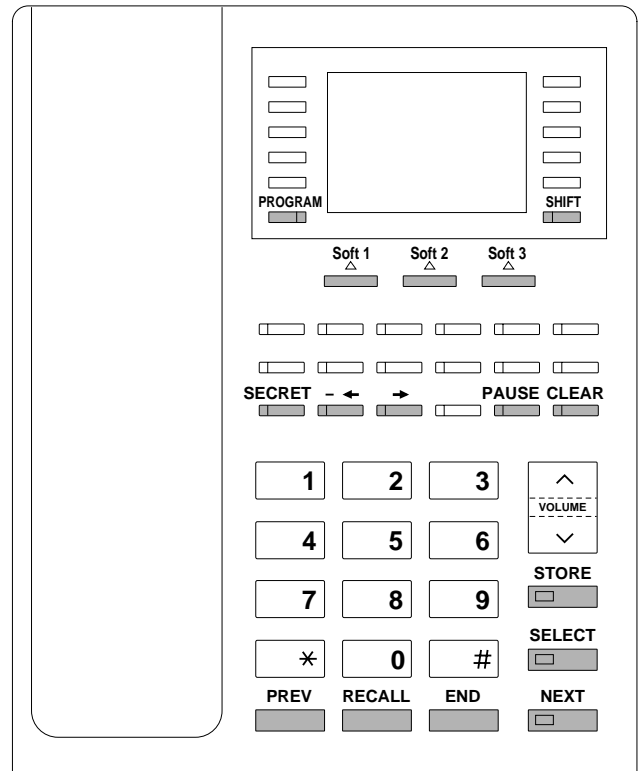 PROGRAM SHIFT
Soft 1 Soft 2 Soft 3
SECRET – ← → PAUSE CLEAR
1 2 3
VOLUME
4 5 6
STORE
7 8 9
SELECT
* 0 #
PREV RECALL END NEXT